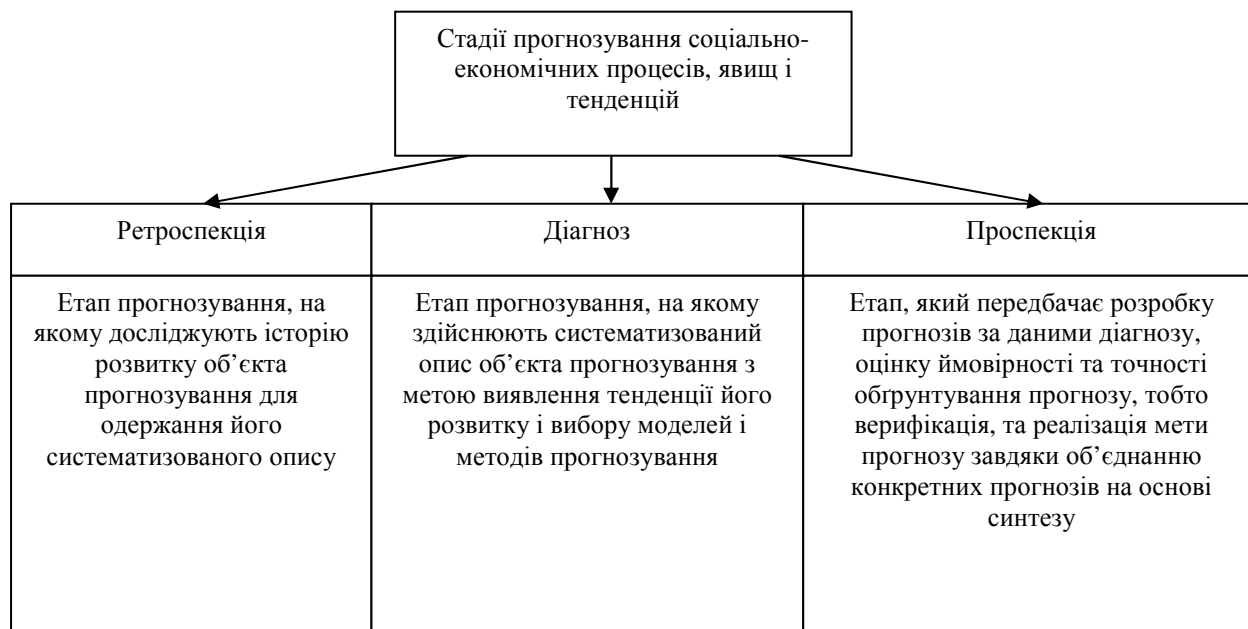 Стадії прогнозування соціально-
економічних процесів, явищ і
тенденцій
Ретроспекція
Діагноз
Проспекція
Етап прогнозування, на
якому досліджують історію
розвитку об’єкта
прогнозування для
одержання його
систематизованого опису
Етап прогнозування, на якому
здійснюють систематизований
опис об’єкта прогнозування з
метою виявлення тенденції його
розвитку і вибору моделей і
методів прогнозування
Етап, який передбачає розробку
прогнозів за даними діагнозу,
оцінку ймовірності та точності
обґрунтування прогнозу, тобто
верифікація, та реалізація мети
прогнозу завдяки об’єднанню
конкретних прогнозів на основі
синтезу